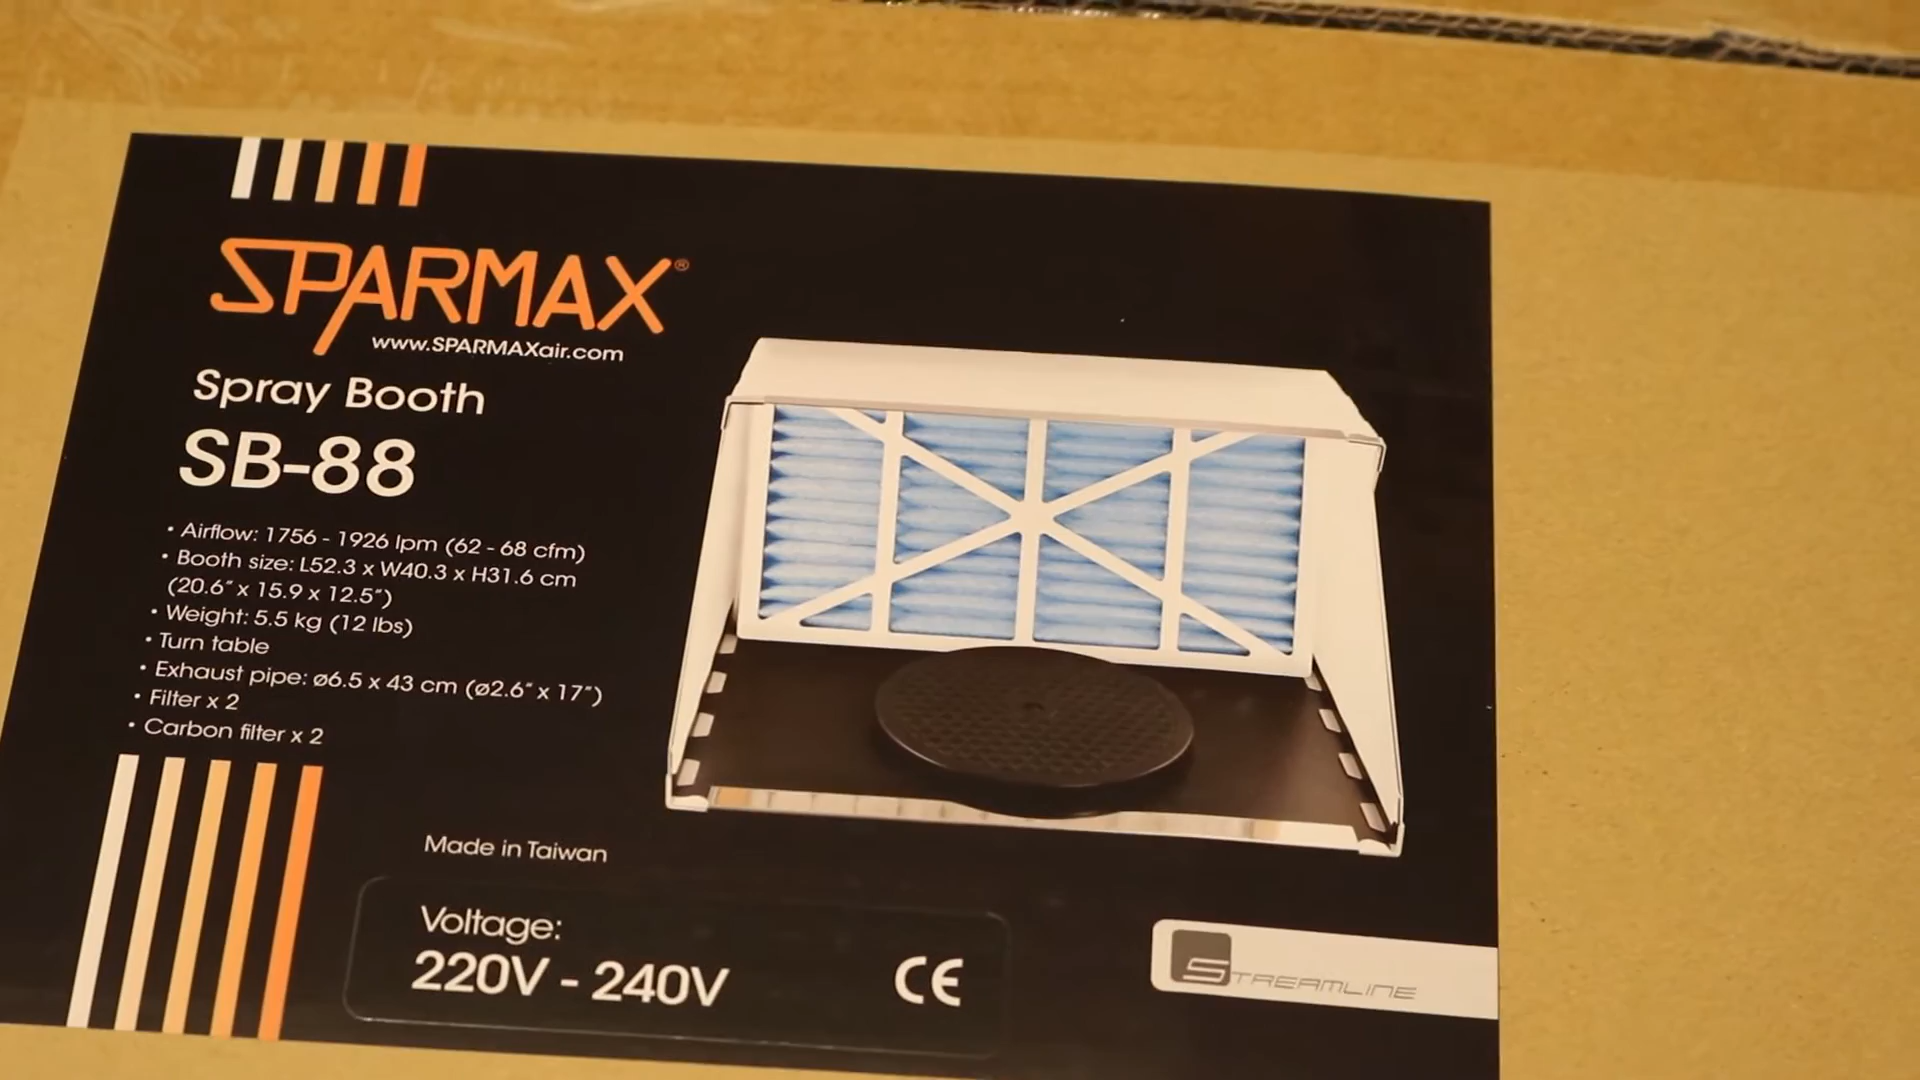 SPARMAX®
www.SPARMAXair.com
Spray Booth
SB-88
• Airflow: 1756 - 1926 lpm (62 - 68 cfm)
• Booth size: L52.3 x W40.3 x H31.6 cm
(20.6″ x 15.9 x 12.5″)
• Weight: 5.5 kg (12 lbs)
• Turn table
• Exhaust pipe: ø6.5 x 43 cm (ø2.6″ x 17″)
• Filter x 2
• Carbon filter x 2
Made in Taiwan
Voltage:
220V - 240V
CE
STREAMLINE